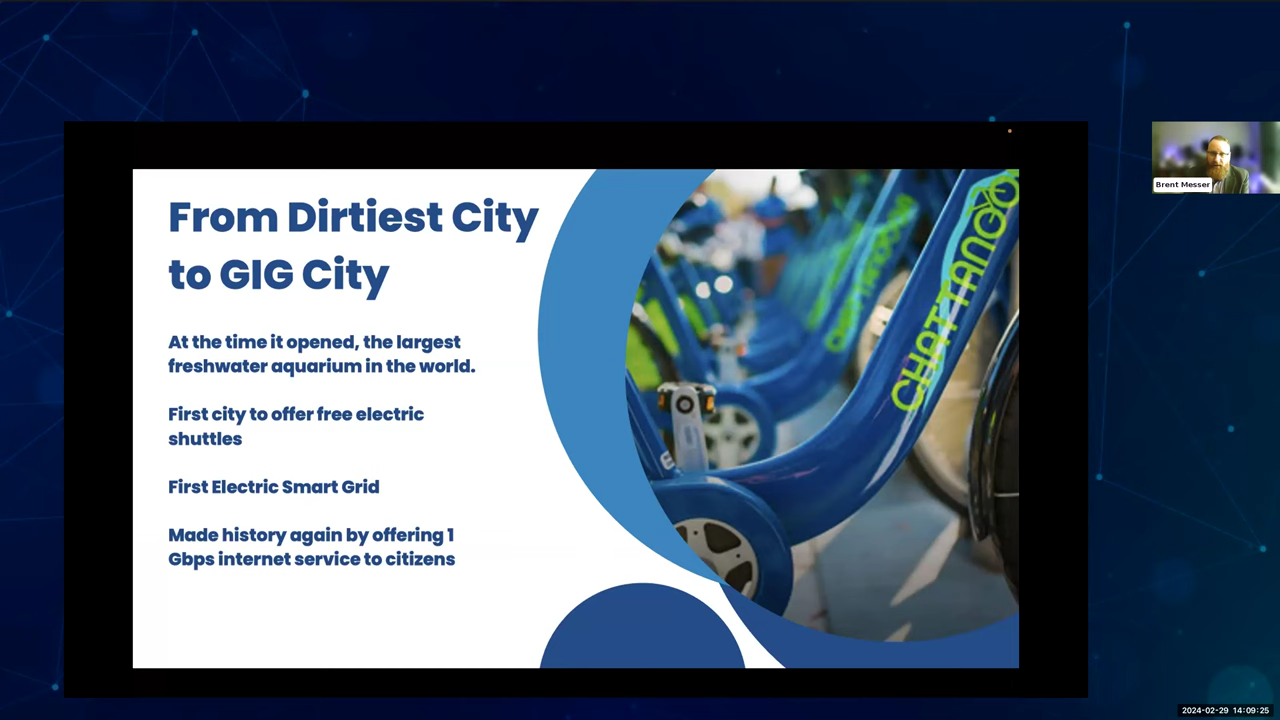 From Dirtiest City
to GIG City
At the time it opened, the largest
freshwater aquarium in the world.
First city to offer free electric
shuttles
First Electric Smart Grid
Made history again by offering 1
Gbps internet service to citizens
CHATTANOO
Brent Messer
2024-02-29 14:09:25